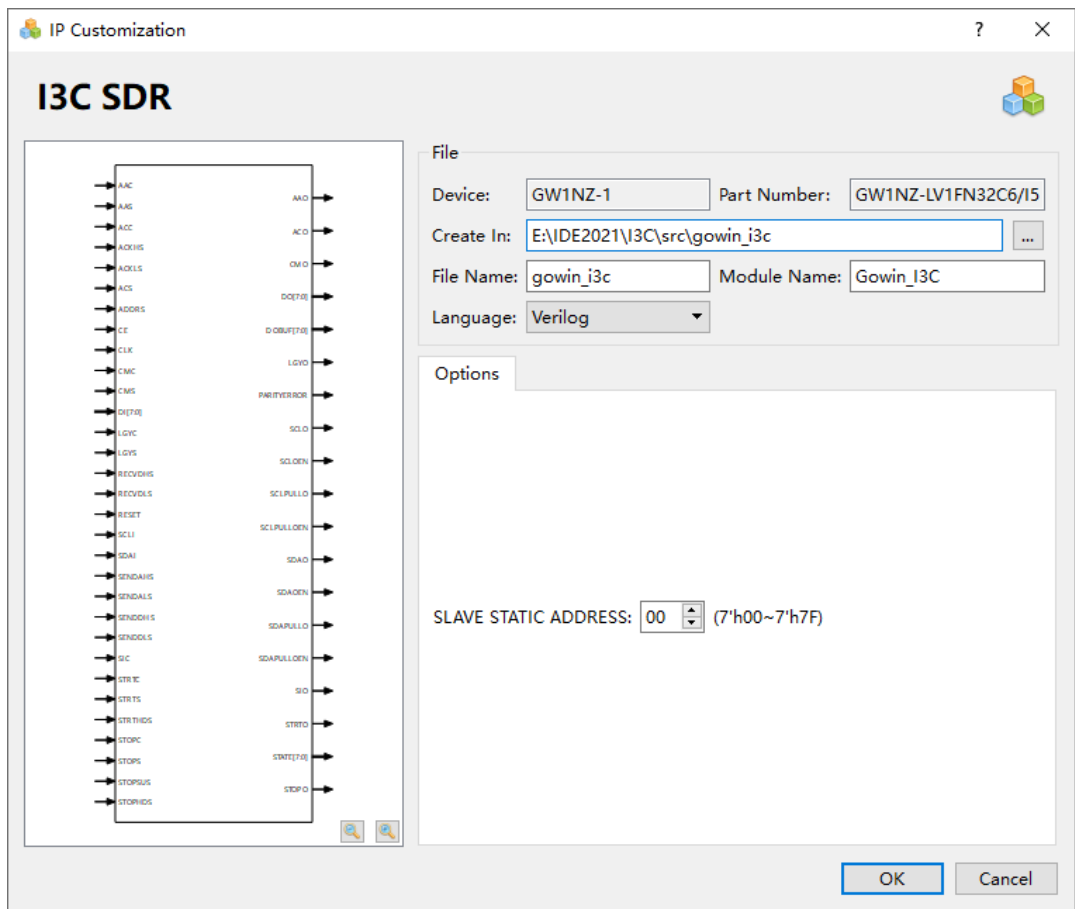 IP Customization
?
I3C SDR
AAC
AAS
ACC
ACKHS
ACKLS
ACS
ADDRS
CE
CLK
CMC
CMS
DI[7:0]
LGYC
LGYS
RECVDHS
RECVDLS
RESET
SCLI
SDAI
SENDAHS
SENDALS
SENDDHS
SENDDLS
SIC
STRTC
STRTS
STRTHDS
STOPC
STOPS
STOPSUS
STOPHDS
AAO
ACO
CMO
DO[7:0]
DOBUF[7:0]
LGYO
PARITYERROR
SCLO
SCLOEN
SCLPULLO
SCLPULLOEN
SDAO
SDAOEN
SDAPULLO
SDAPULLOEN
SIO
STRTO
STATE[7:0]
STOPO
File
Device: GW1NZ-1 Part Number: GW1NZ-LV1FN32C6/I5
Create In: E:\IDE2021\I3C\src\gowin_i3c ...
File Name: gowin_i3c Module Name: Gowin_I3C
Language: Verilog
Options
SLAVE STATIC ADDRESS: 00 (7'h00~7'h7F)
OK Cancel